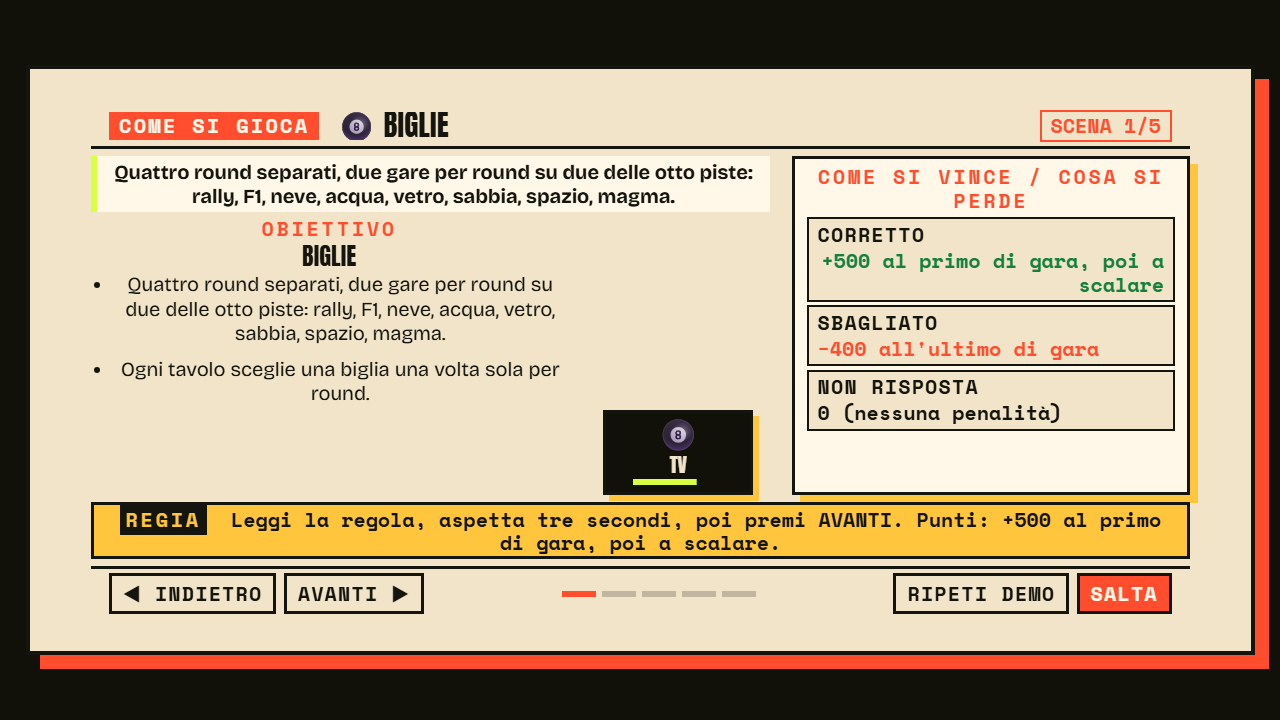 COME SI GIOCA
8
BIGLIE
SCENA 1/5
Quattro round separati, due gare per round su due delle otto piste:
rally, F1, neve, acqua, vetro, sabbia, spazio, magma.
OBIETTIVO
BIGLIE
• Quattro round separati, due gare per round su
due delle otto piste: rally, F1, neve, acqua, vetro,
sabbia, spazio, magma.
• Ogni tavolo sceglie una biglia una volta sola per
round.
8
TV
COME SI VINCE / COSA SI
PERDE
CORRETTO
+500 al primo di gara, poi a
scalare
SBAGLIATO
-400 all'ultimo di gara
NON RISPOSTA
0 (nessuna penalità)
REGIA
Leggi la regola, aspetta tre secondi, poi premi AVANTI. Punti: +500 al primo
di gara, poi a scalare.
◀ INDIETRO
AVANTI ▶
RIPETI DEMO
SALTA